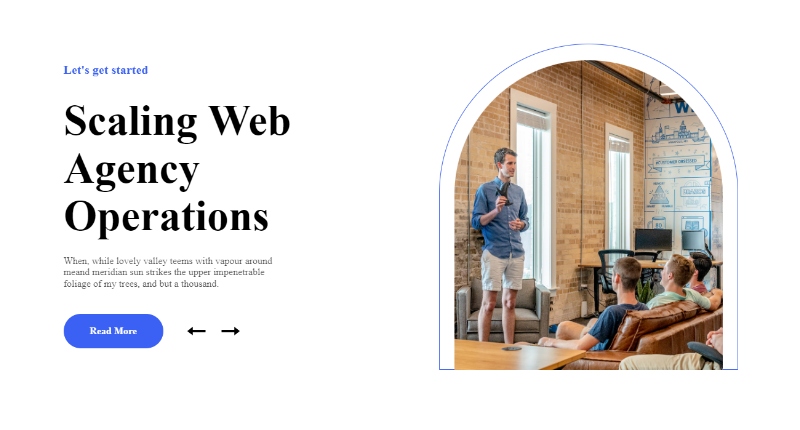 Let's get started
Scaling Web
Agency
Operations
When, while lovely valley teems with vapour around
meand meridian sun strikes the upper impenetrable
foliage of my trees, and but a thousand.
Read More